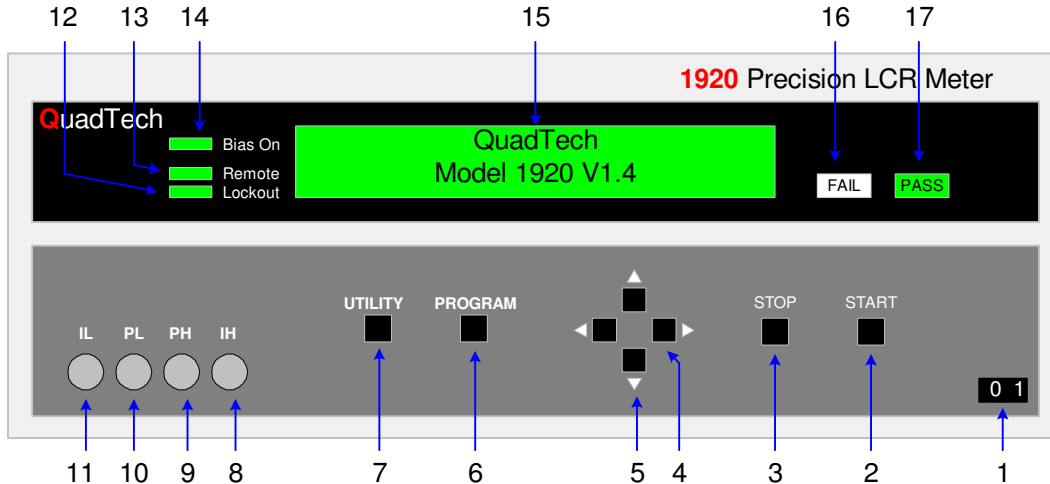 12 13 14 15 16 17
1920 Precision LCR Meter
QuadTech
Bias On
Remote
Lockout
QuadTech
Model 1920 V1.4
FAIL PASS
UTILITY PROGRAM STOP START
IL PL PH IH
0 1
11 10 9 8 7 6 5 4 3 2 1